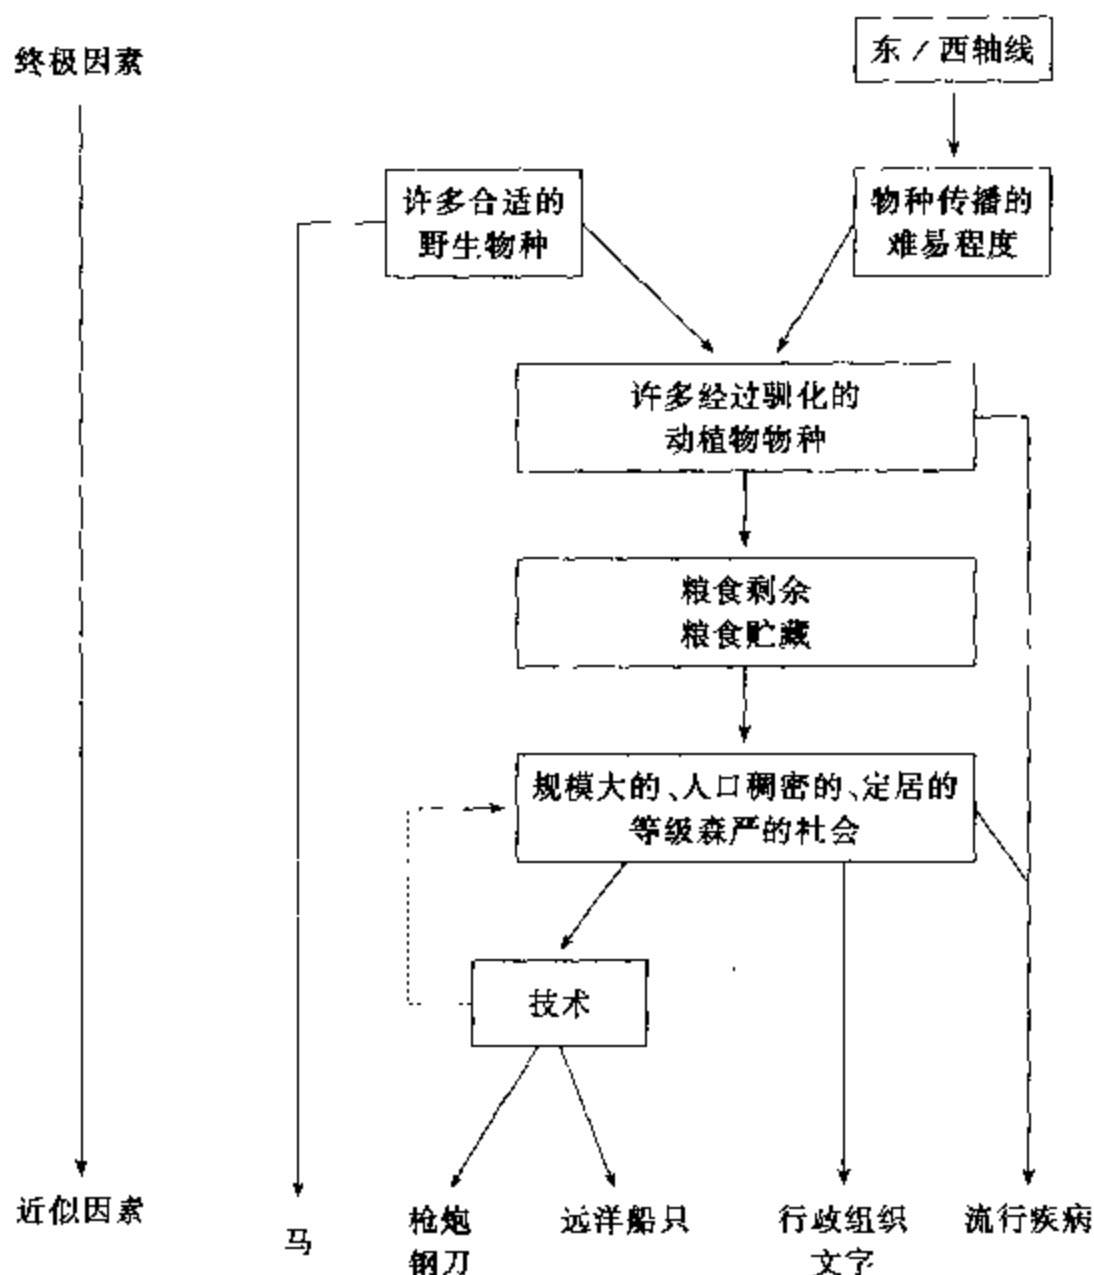 终极因素
东／西轴线
许多合适的
野生物种
物种传播的
难易程度
许多经过驯化的
动植物物种
粮食剩余
粮食贮藏
规模大的、人口稠密的、定居的
等级森严的社会
技术
近似因素
马
枪炮
钢刀
远洋船只
行政组织
文字
流行疾病